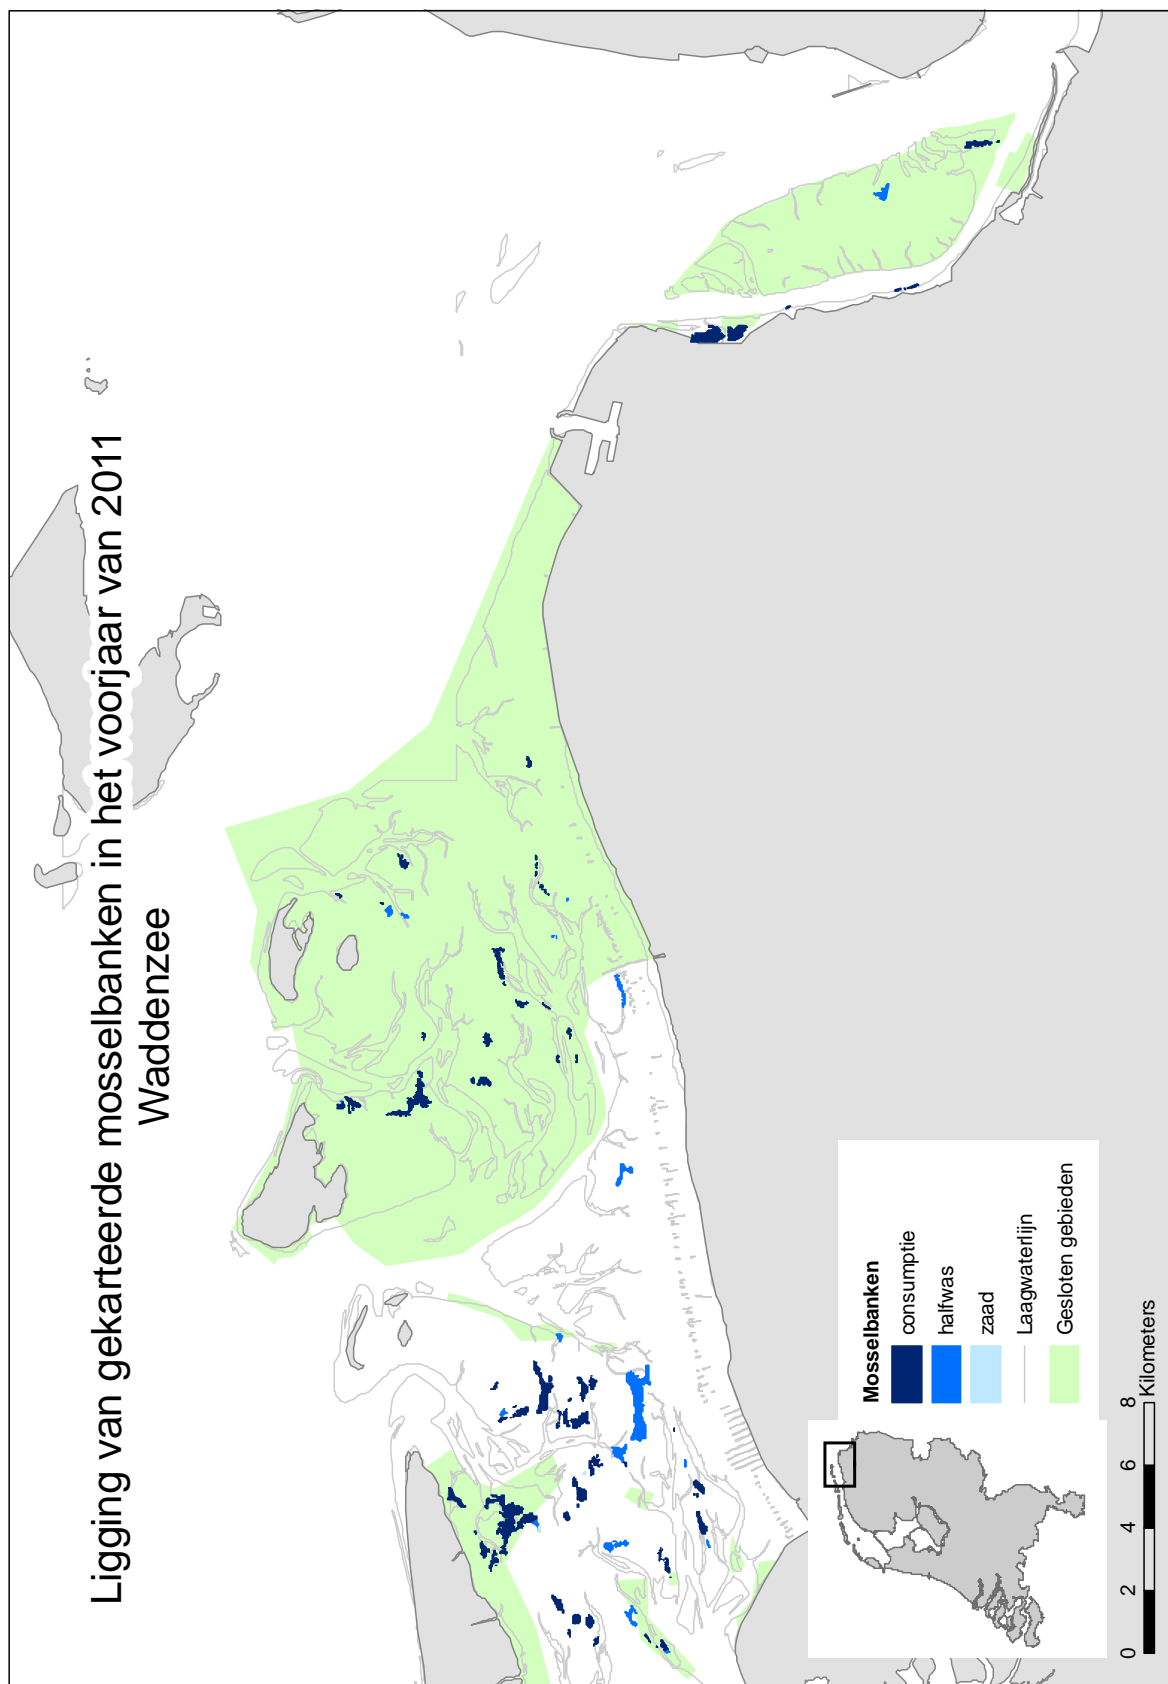 Ligging van gekarteerde mosselbanken in het voorjaar van 2011
Waddenzee
Mosselbanken
consumptie
halfwas
zaad
Laagwaterlijn
Gesloten gebieden
0 2 4 6 8
Kilometers